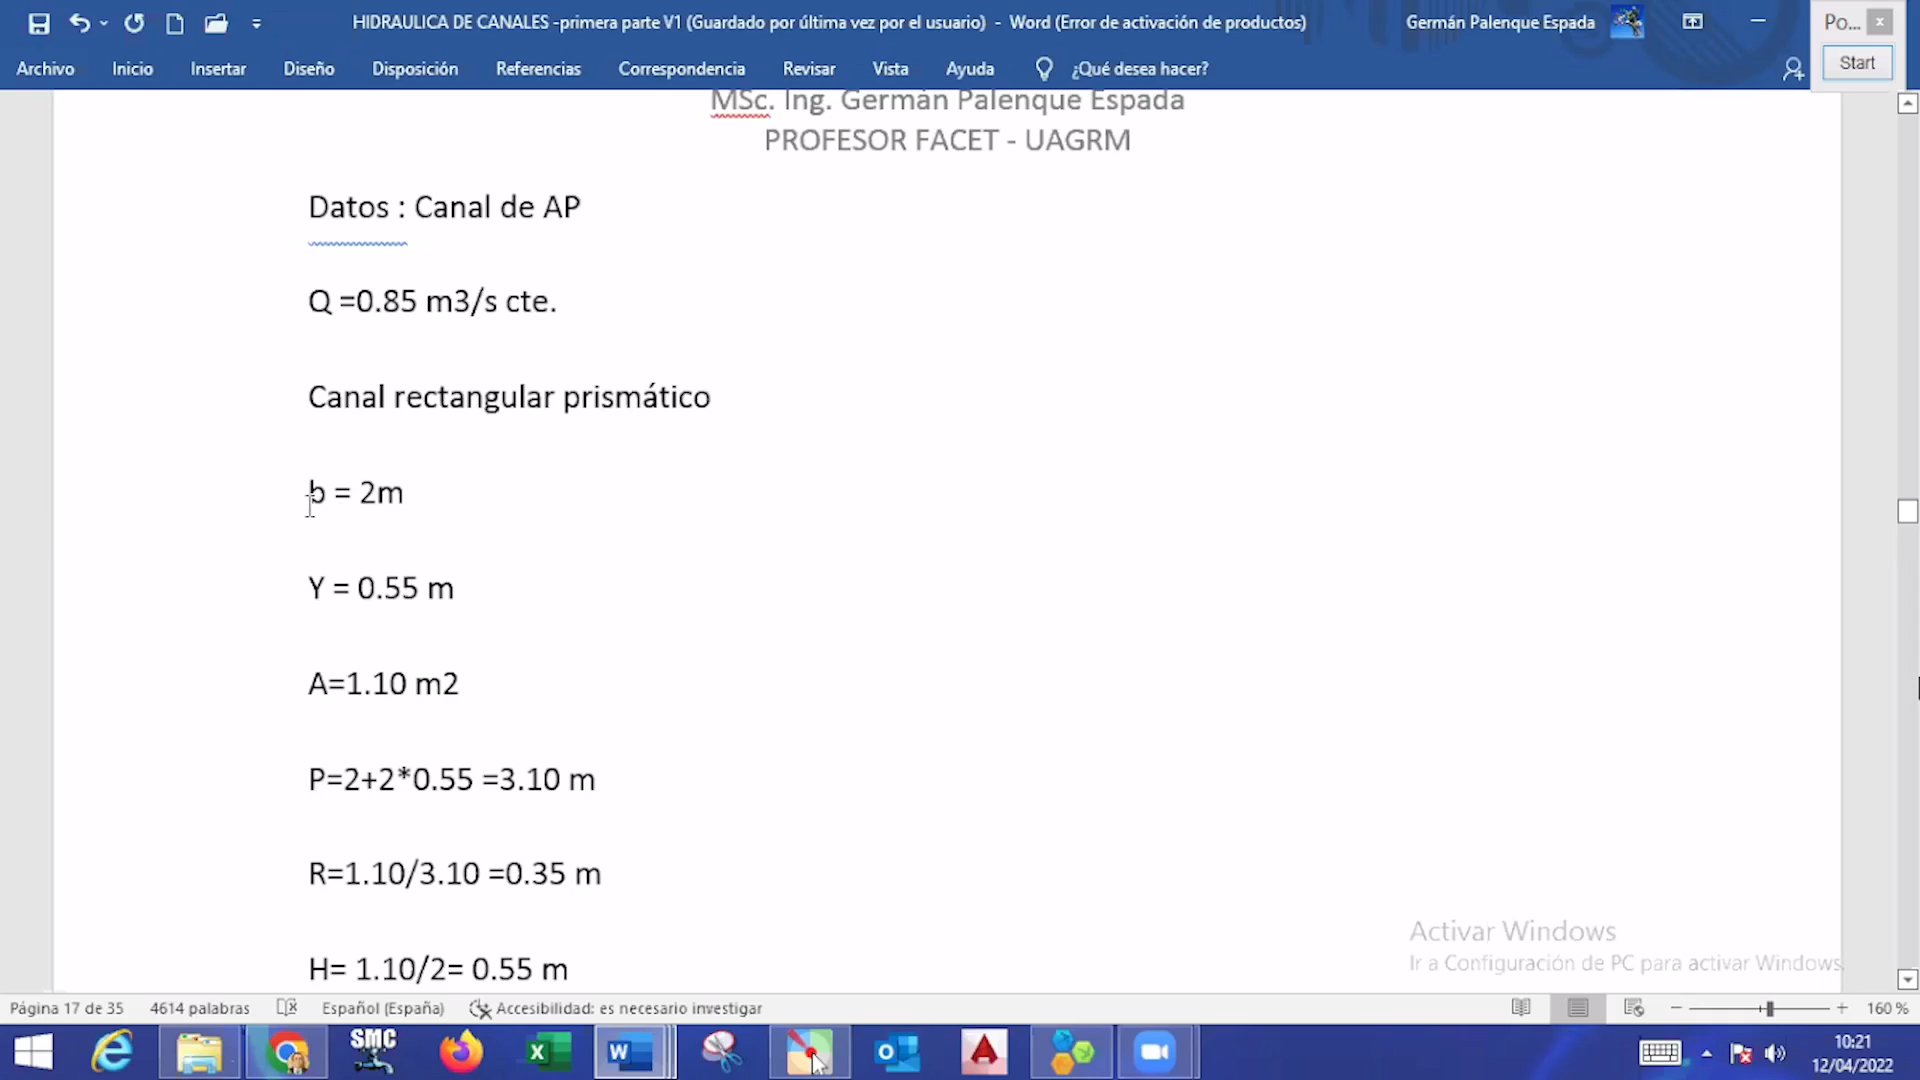 HIDRAULICA DE CANALES -primera parte V1 (Guardado por última vez por el usuario) - Word (Error de activación de productos)
Germán Palenque Espada
Po...
Start
Archivo Inicio Insertar Diseño Disposición Referencias Correspondencia Revisar Vista Ayuda ¿Qué desea hacer?
MSc. Ing. Germán Palenque Espada
PROFESOR FACET - UAGRM
Datos : Canal de AP
Q =0.85 m3/s cte.
Canal rectangular prismático
b = 2m
Y = 0.55 m
A=1.10 m2
P=2+2*0.55 =3.10 m
R=1.10/3.10 =0.35 m
H= 1.10/2= 0.55 m
Activar Windows
Ir a Configuración de PC para activar Windows.
Página 17 de 35 4614 palabras Español (España) Accesibilidad: es necesario investigar 160 %
SMC
10:21
12/04/2022